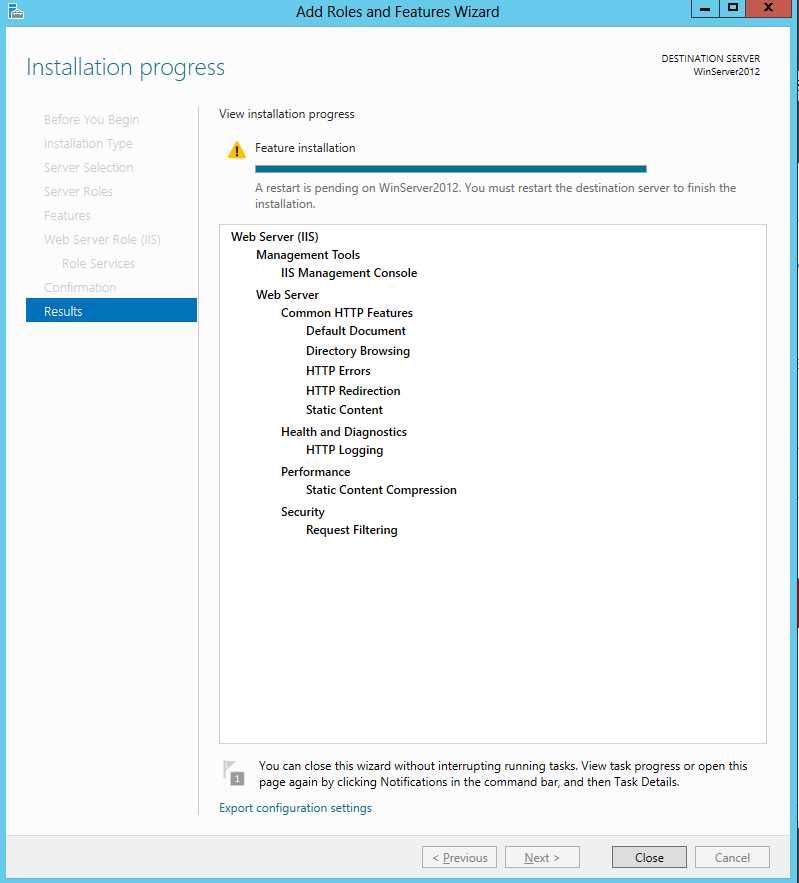 Add Roles and Features Wizard
Installation progress
DESTINATION SERVER
WinServer2012
Before You Begin
Installation Type
Server Selection
Server Roles
Features
Web Server Role (IIS)
Role Services
Confirmation
Results
View installation progress
Feature installation
A restart is pending on WinServer2012. You must restart the destination server to finish the
installation.
Web Server (IIS)
Management Tools
IIS Management Console
Web Server
Common HTTP Features
Default Document
Directory Browsing
HTTP Errors
HTTP Redirection
Static Content
Health and Diagnostics
HTTP Logging
Performance
Static Content Compression
Security
Request Filtering
1
You can close this wizard without interrupting running tasks. View task progress or open this
page again by clicking Notifications in the command bar, and then Task Details.
Export configuration settings
< Previous
Next >
Close
Cancel